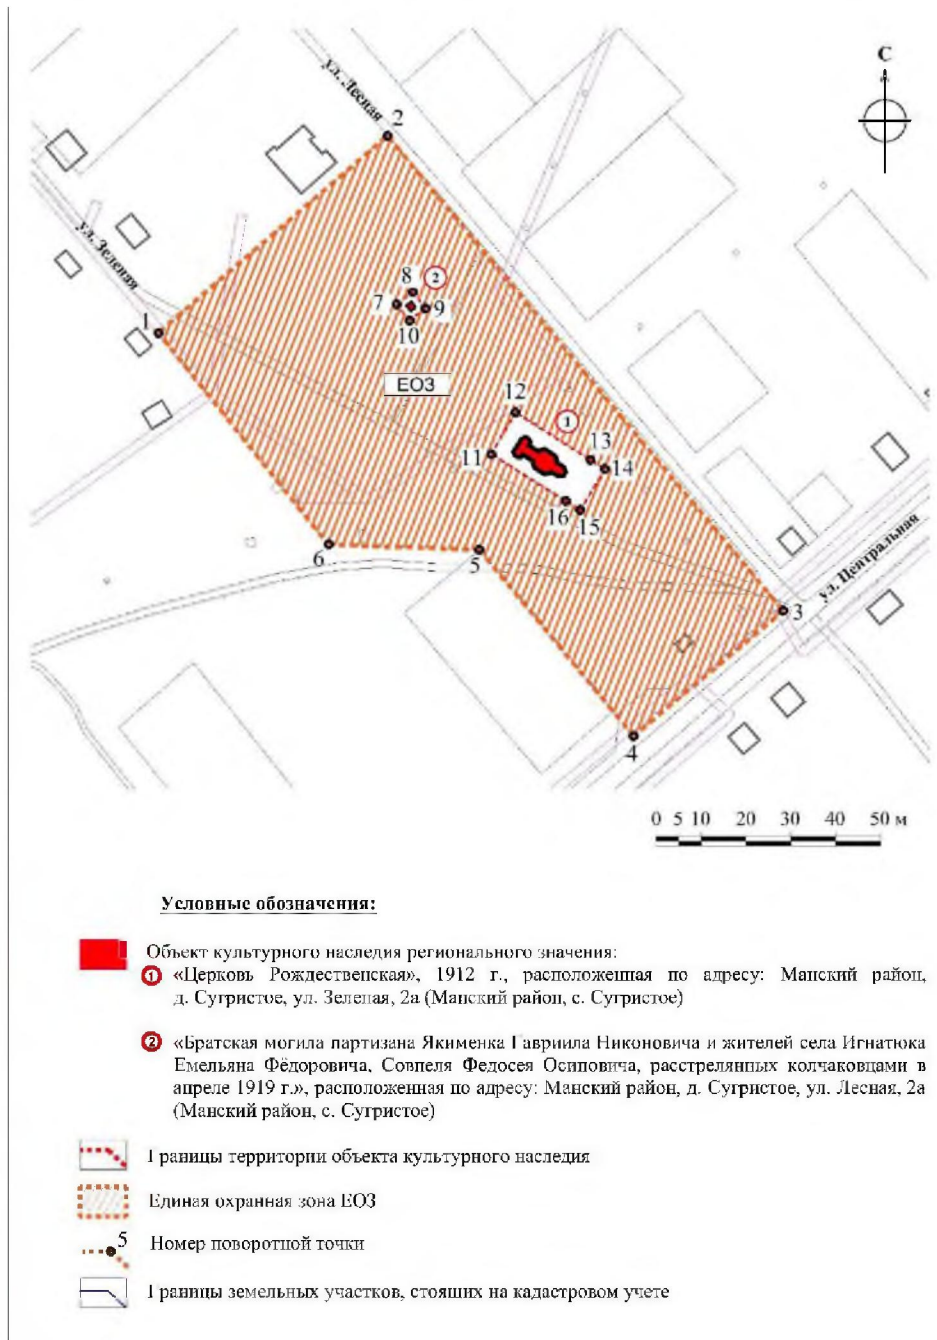 С
ул. Лесная
2
ул. Зеленая
1
8
2
7
9
10
ЕОЗ
12
1
13
11
14
16
15
6
5
ул. Центральная
3
4
0 5 10 20 30 40 50 м
Условные обозначения:
Объект культурного наследия регионального значения:
1 «Церковь Рождественская», 1912 г., расположенная по адресу: Манский район,
д. Сугристое, ул. Зеленая, 2а (Манский район, с. Сугристое)
2 «Братская могила партизана Якименка Гавриила Никоновича и жителей села Игнатюка
Емельяна Фёдоровича, Совпеля Федосея Осиповича, расстрелянных колчаковцами в
апреле 1919 г.», расположенная по адресу: Манский район, д. Сугристое, ул. Лесная, 2а
(Манский район, с. Сугристое)
Границы территории объекта культурного наследия
Единая охранная зона ЕОЗ
5
Номер поворотной точки
Границы земельных участков, стоящих на кадастровом учете